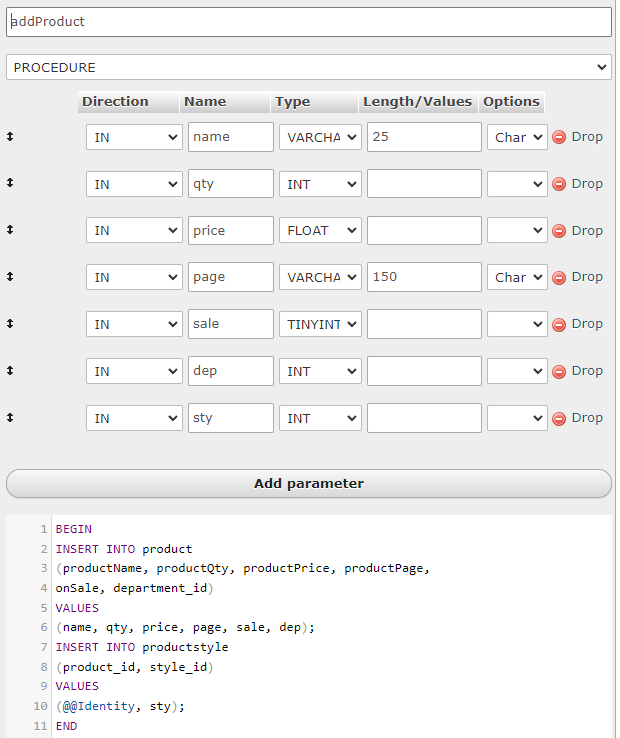 addProduct
PROCEDURE
Direction Name Type Length/Values Options
IN name VARCHA 25 Char Drop
IN qty INT Drop
IN price FLOAT Drop
IN page VARCHA 150 Char Drop
IN sale TINYINT Drop
IN dep INT Drop
IN sty INT Drop
Add parameter
1 BEGIN
2 INSERT INTO product
3 (productName, productQty, productPrice, productPage,
4 onSale, department_id)
5 VALUES
6 (name, qty, price, page, sale, dep);
7 INSERT INTO productstyle
8 (product_id, style_id)
9 VALUES
10 (@@Identity, sty);
11 END